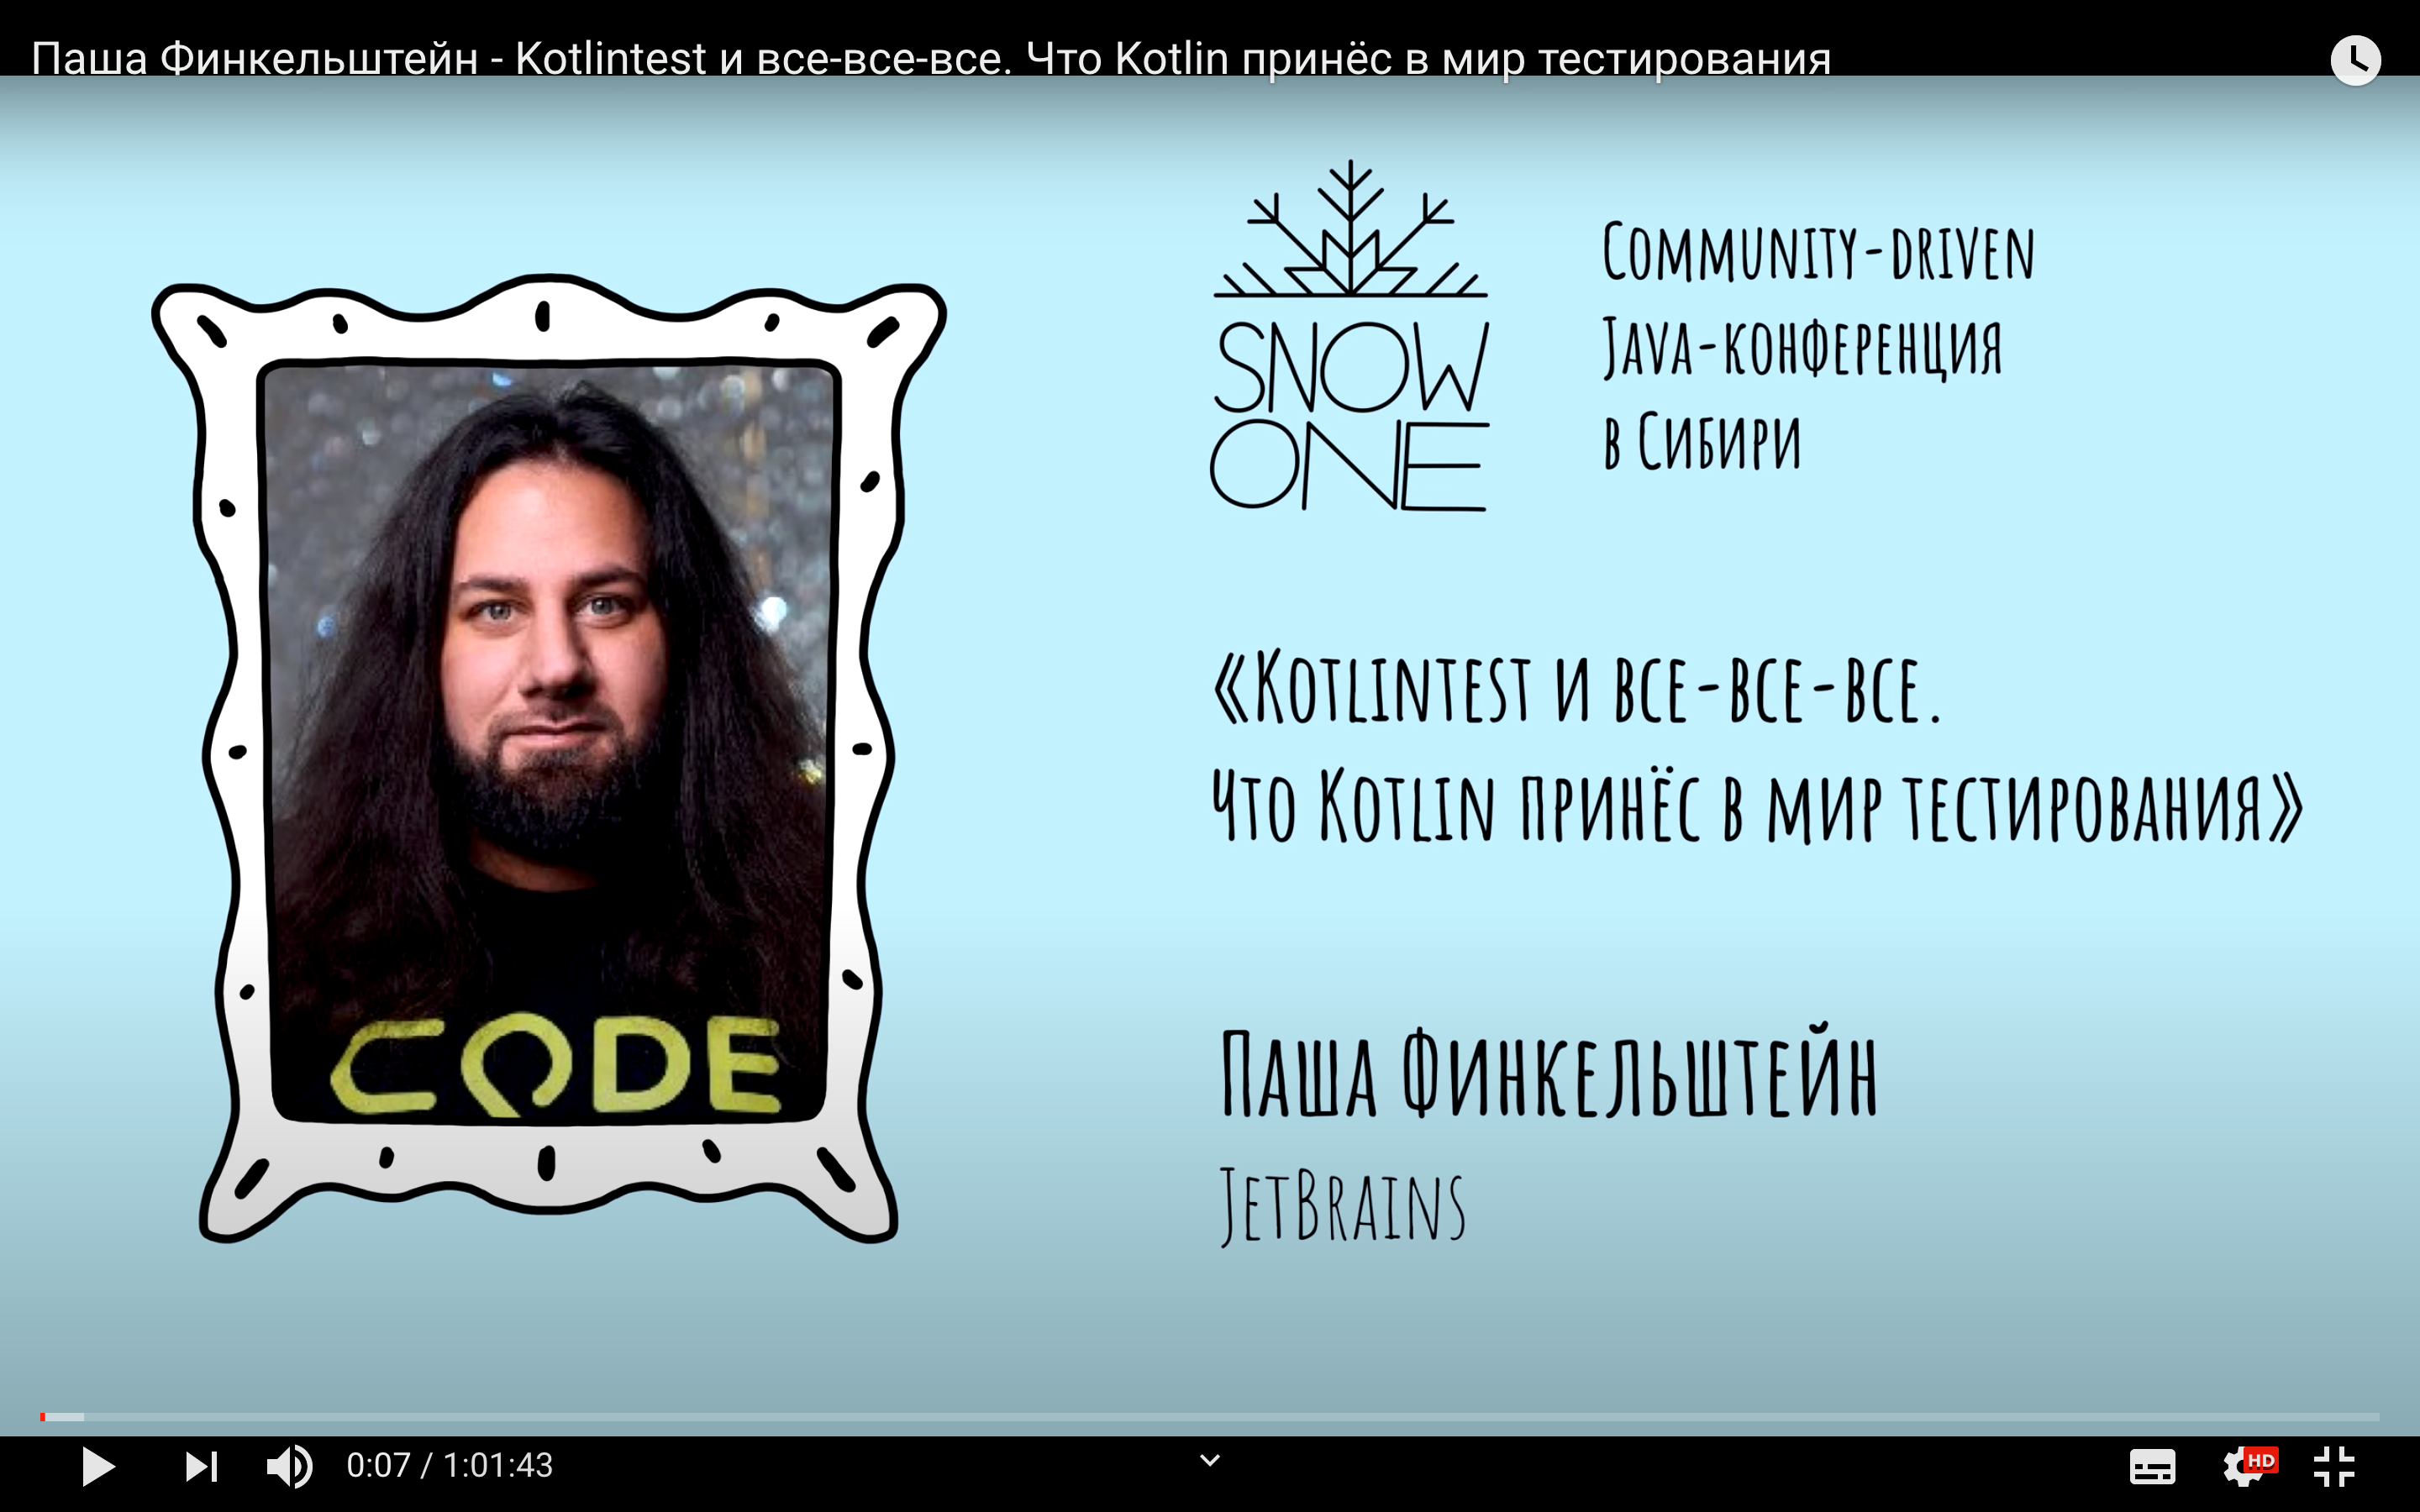 Паша Финкельштейн - Kotlintest и все-все-все. Что Kotlin принёс в мир тестирования
SNOW
ONE
Community-driven
Java-конференция
в Сибири
«Kotlintest и все-все-все.
Что Kotlin принёс в мир тестирования»
CODE
Паша Финкельштейн
JetBrains
0:07 / 1:01:43
HD